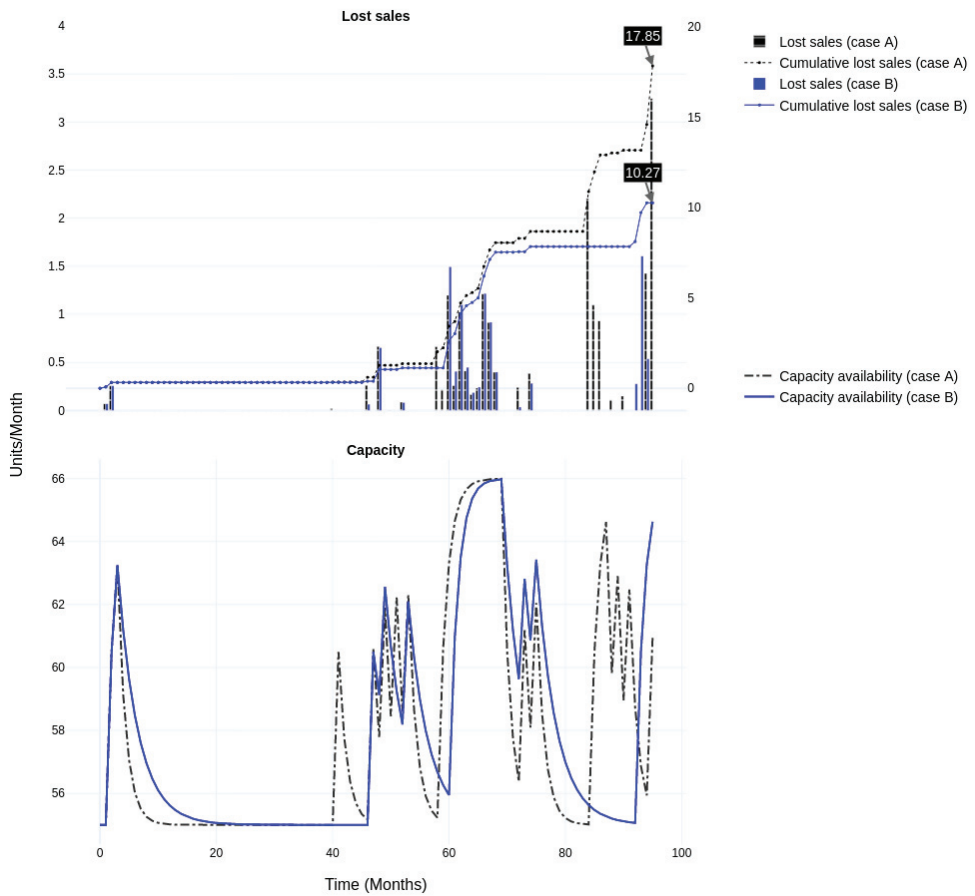 Lost sales
4
3.5
3
2.5
2
1.5
1
0.5
0
20
15
10
5
0
17.85
10.27
Lost sales (case A)
Cumulative lost sales (case A)
Lost sales (case B)
Cumulative lost sales (case B)
Capacity availability (case A)
Capacity availability (case B)
Units/Month
Capacity
66
64
62
60
58
56
0 20 40 60 80 100
Time (Months)